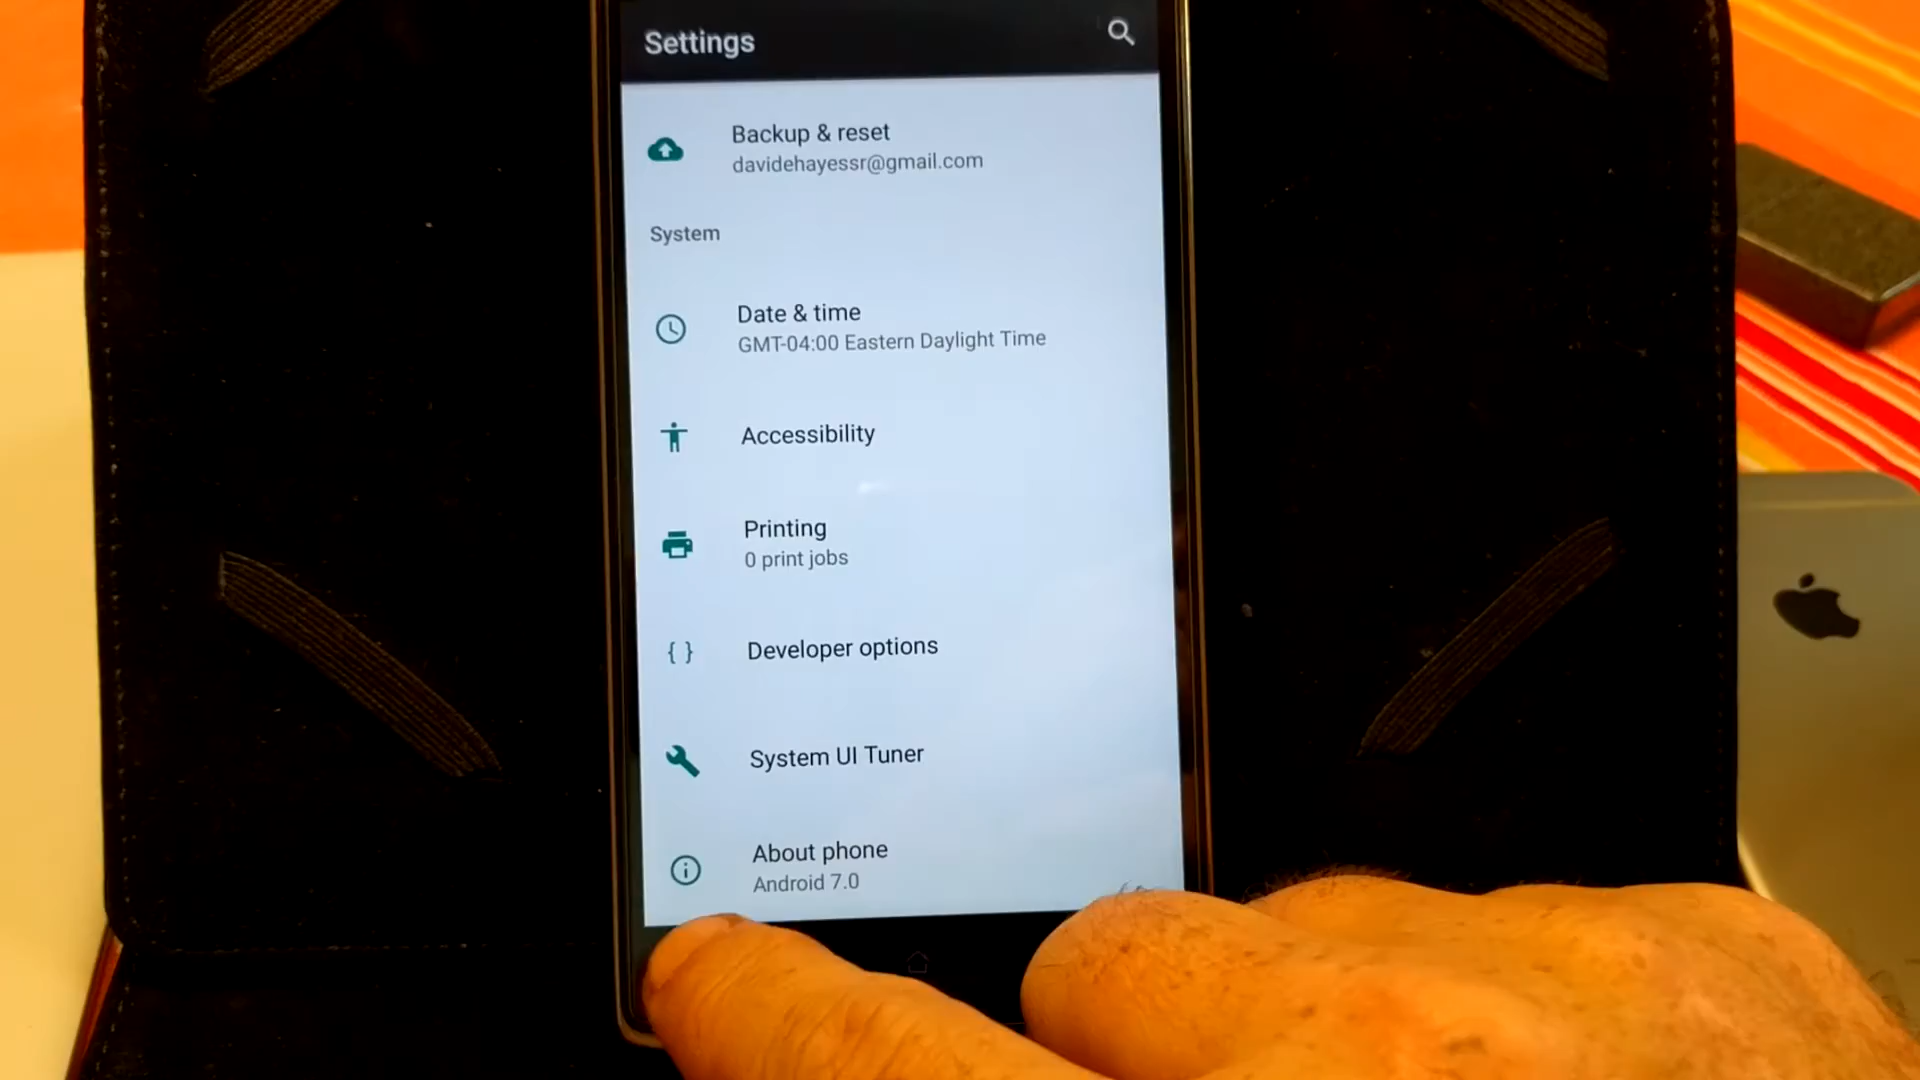 Settings
Backup & reset
davidehayessr@gmail.com
System
Date & time
GMT-04:00 Eastern Daylight Time
Accessibility
Printing
0 print jobs
{ }
Developer options
System UI Tuner
About phone
Android 7.0